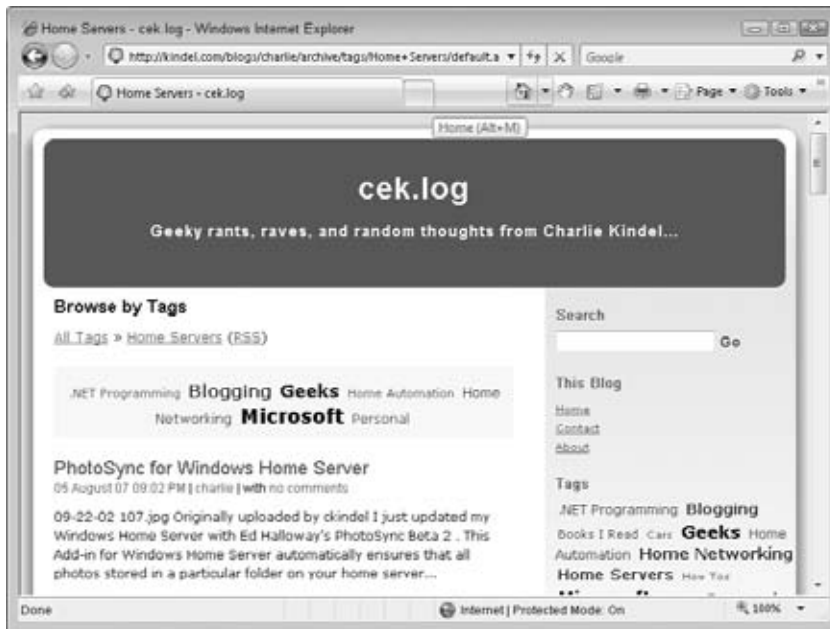 Home Servers - cek.log - Windows Internet Explorer
http://kindel.com/blogs/charlie/archive/tags/Home+Servers/default.a
Google
Home Servers - cek.log
Page
Tools
Home (Alt+M)
cek.log
Geeky rants, raves, and random thoughts from Charlie Kindel...
Browse by Tags
All Tags » Home Servers (RSS)
.NET Programming Blogging Geeks Home Automation Home
Networking Microsoft Personal
PhotoSync for Windows Home Server
05 August 07 09:02 PM | charlie | with no comments
09-22-02 107.jpg Originally uploaded by ckindel I just updated my
Windows Home Server with Ed Halloway's PhotoSync Beta 2 . This
Add-in for Windows Home Server automatically ensures that all
photos stored in a particular folder on your home server...
Search
Go
This Blog
Home
Contact
About
Tags
.NET Programming Blogging
Books I Read Cars Geeks Home
Automation Home Networking
Home Servers How Tos
Done
Internet | Protected Mode: On
100%